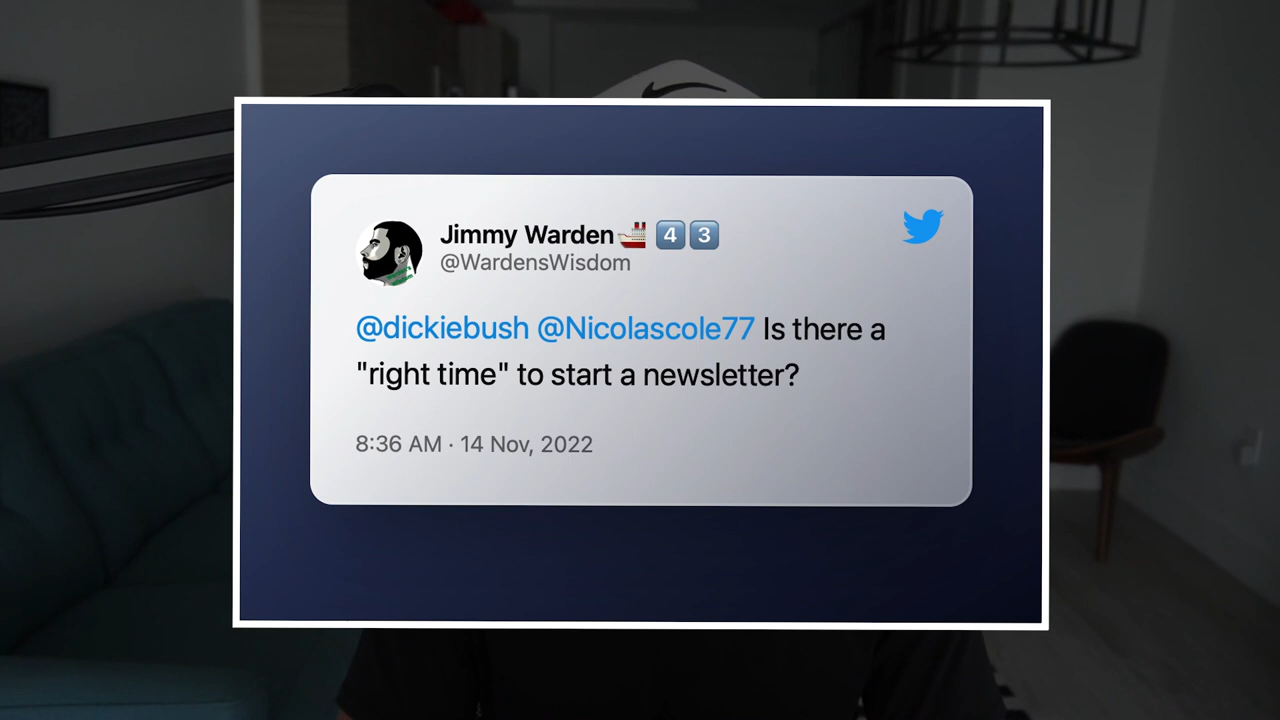 Jimmy Warden🚢 4️⃣3️⃣
@WardensWisdom
@dickiebush @Nicolascole77 Is there a
"right time" to start a newsletter?
8:36 AM · 14 Nov, 2022